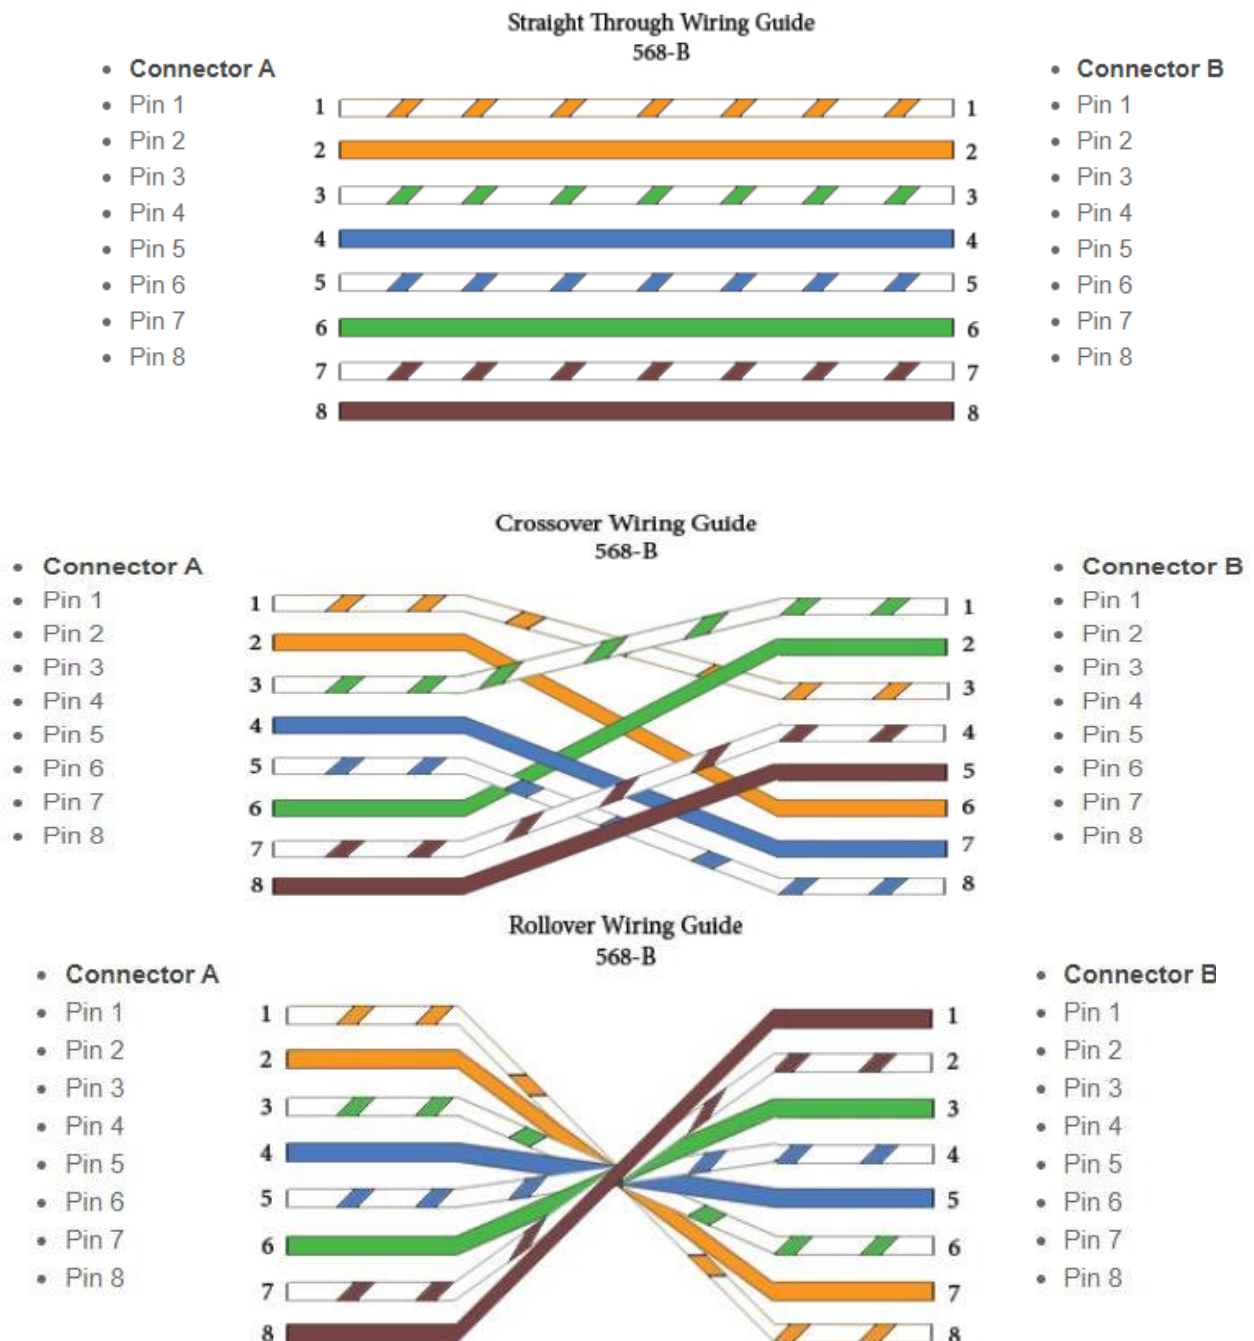 Straight Through Wiring Guide
568-B
Connector A
Pin 1
Pin 2
Pin 3
Pin 4
Pin 5
Pin 6
Pin 7
Pin 8
1
2
3
4
5
6
7
8
1
2
3
4
5
6
7
8
Connector B
Pin 1
Pin 2
Pin 3
Pin 4
Pin 5
Pin 6
Pin 7
Pin 8
Crossover Wiring Guide
568-B
Connector A
Pin 1
Pin 2
Pin 3
Pin 4
Pin 5
Pin 6
Pin 7
Pin 8
1
2
3
4
5
6
7
8
1
2
3
4
5
6
7
8
Connector B
Pin 1
Pin 2
Pin 3
Pin 4
Pin 5
Pin 6
Pin 7
Pin 8
Rollover Wiring Guide
568-B
Connector A
Pin 1
Pin 2
Pin 3
Pin 4
Pin 5
Pin 6
Pin 7
Pin 8
1
2
3
4
5
6
7
8
1
2
3
4
5
6
7
8
Connector B
Pin 1
Pin 2
Pin 3
Pin 4
Pin 5
Pin 6
Pin 7
Pin 8